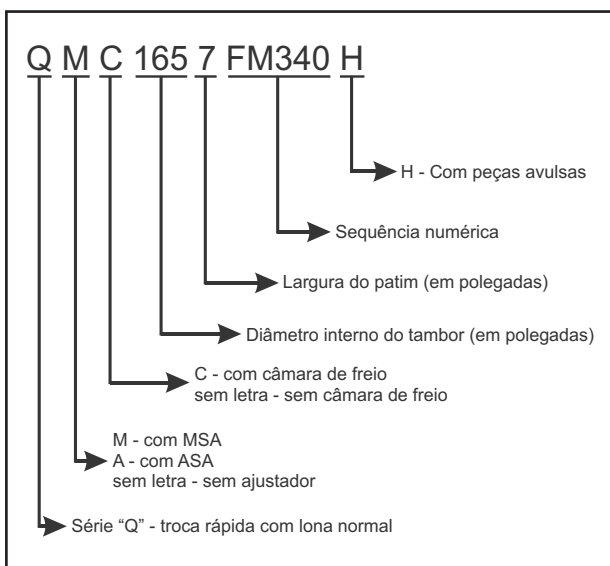 Q M C 165 7 FM340 H
H - Com peças avulsas
Sequência numérica
Largura do patim (em polegadas)
Diâmetro interno do tambor (em polegadas)
C - com câmara de freio
sem letra - sem câmara de freio
M - com MSA
A - com ASA
sem letra - sem ajustador
Série “Q” - troca rápida com lona normal